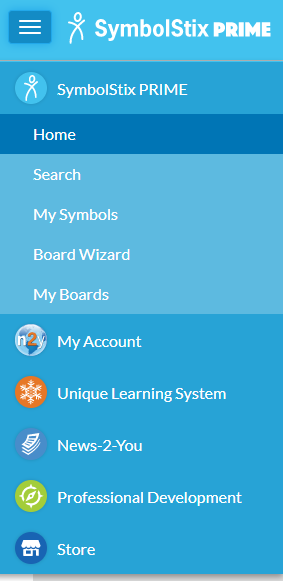 SymbolStix PRIME
SymbolStix PRIME
Home
Search
My Symbols
Board Wizard
My Boards
n2y
My Account
Unique Learning System
News-2-You
Professional Development
Store